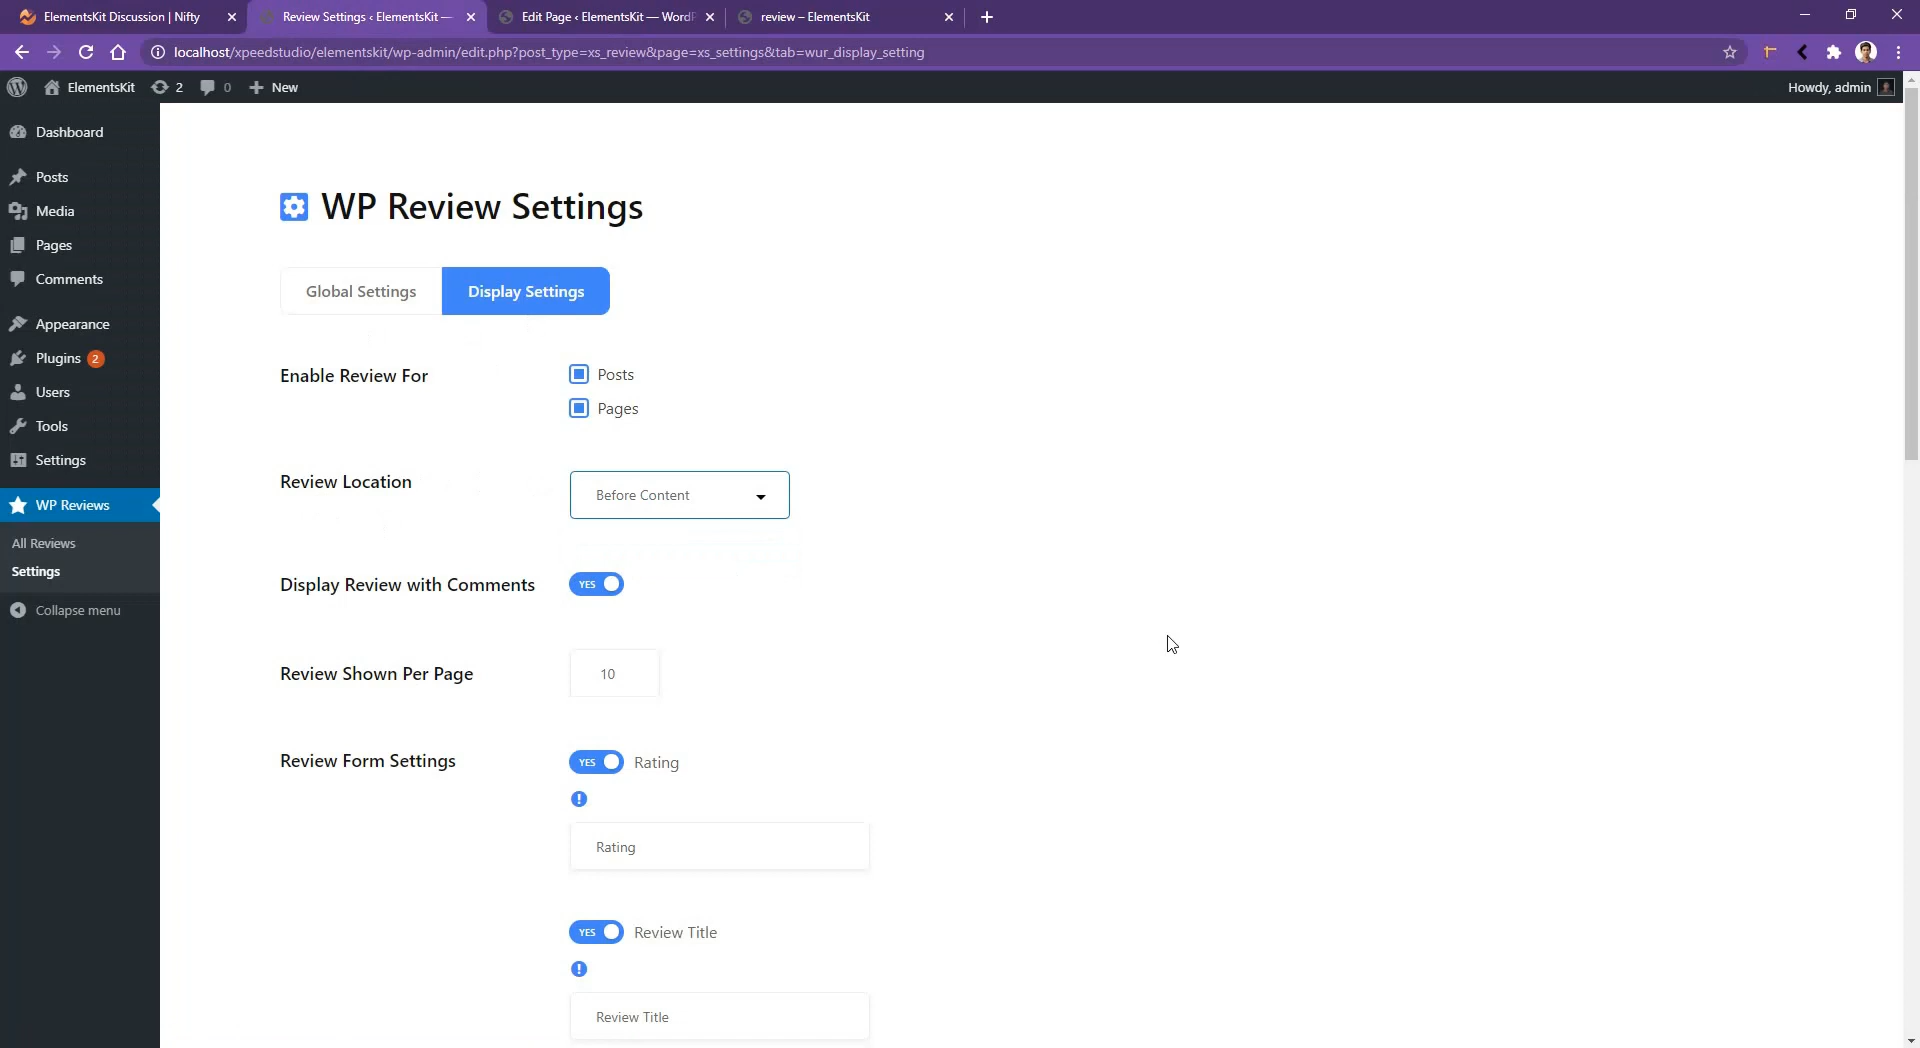 ElementsKit Discussion | Nifty
Review Settings ‹ ElementsKit —
Edit Page ‹ ElementsKit — WordP
review – ElementsKit
localhost/xpeedstudio/elementskit/wp-admin/edit.php?post_type=xs_review&page=xs_settings&tab=wur_display_setting
ElementsKit
2
0
New
Howdy, admin
Dashboard
Posts
Media
Pages
Comments
Appearance
Plugins 2
Users
Tools
Settings
WP Reviews
All Reviews
Settings
Collapse menu
WP Review Settings
Global Settings
Display Settings
Enable Review For
Posts
Pages
Review Location
Before Content
Display Review with Comments
YES
Review Shown Per Page
10
Review Form Settings
YES
Rating
Rating
YES
Review Title
Review Title